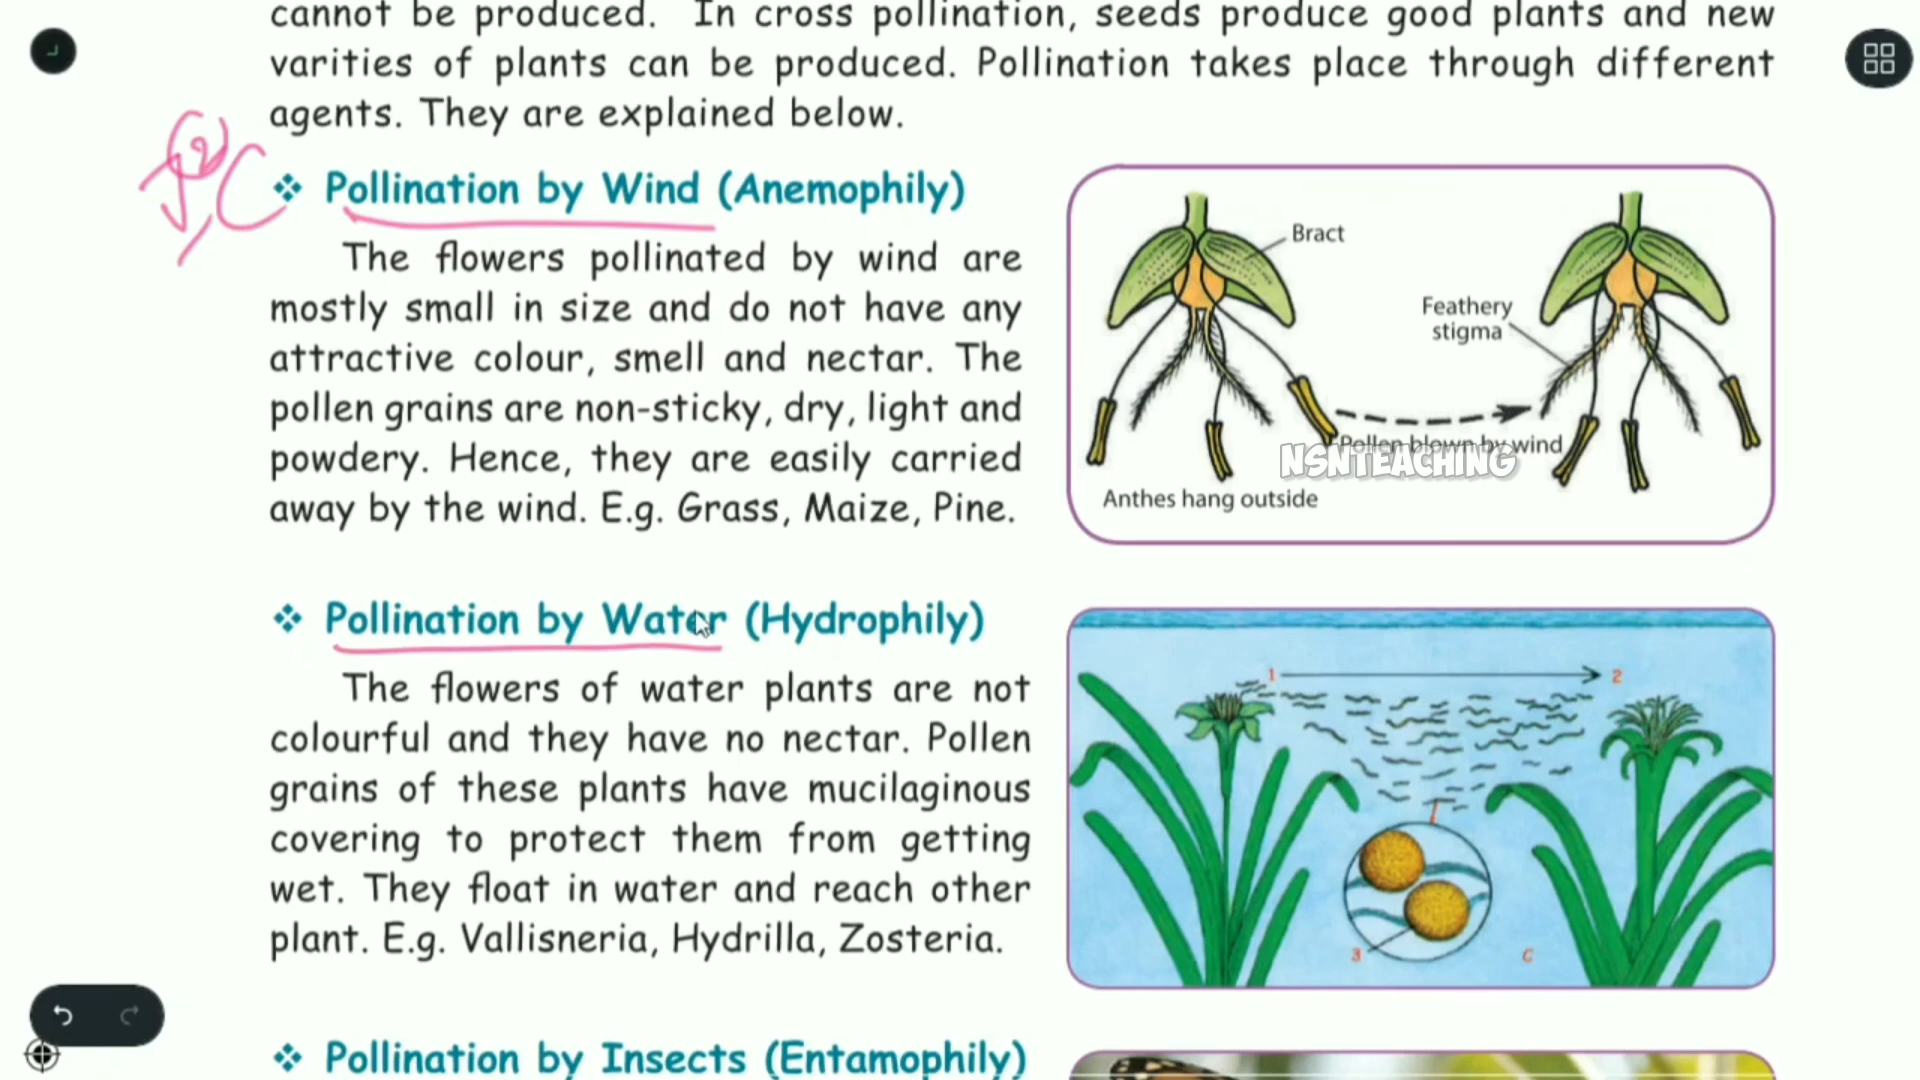 cannot be produced. In cross pollination, seeds produce good plants and new
varities of plants can be produced. Pollination takes place through different
agents. They are explained below.
❖ Pollination by Wind (Anemophily)
The flowers pollinated by wind are
mostly small in size and do not have any
attractive colour, smell and nectar. The
pollen grains are non-sticky, dry, light and
powdery. Hence, they are easily carried
away by the wind. E.g. Grass, Maize, Pine.
Bract
Feathery
stigma
Pollen blown by wind
NSNTEACHING
Anthes hang outside
❖ Pollination by Water (Hydrophily)
The flowers of water plants are not
colourful and they have no nectar. Pollen
grains of these plants have mucilaginous
covering to protect them from getting
wet. They float in water and reach other
plant. E.g. Vallisneria, Hydrilla, Zosteria.
1
2
3
C
❖ Pollination by Insects (Entamophily)